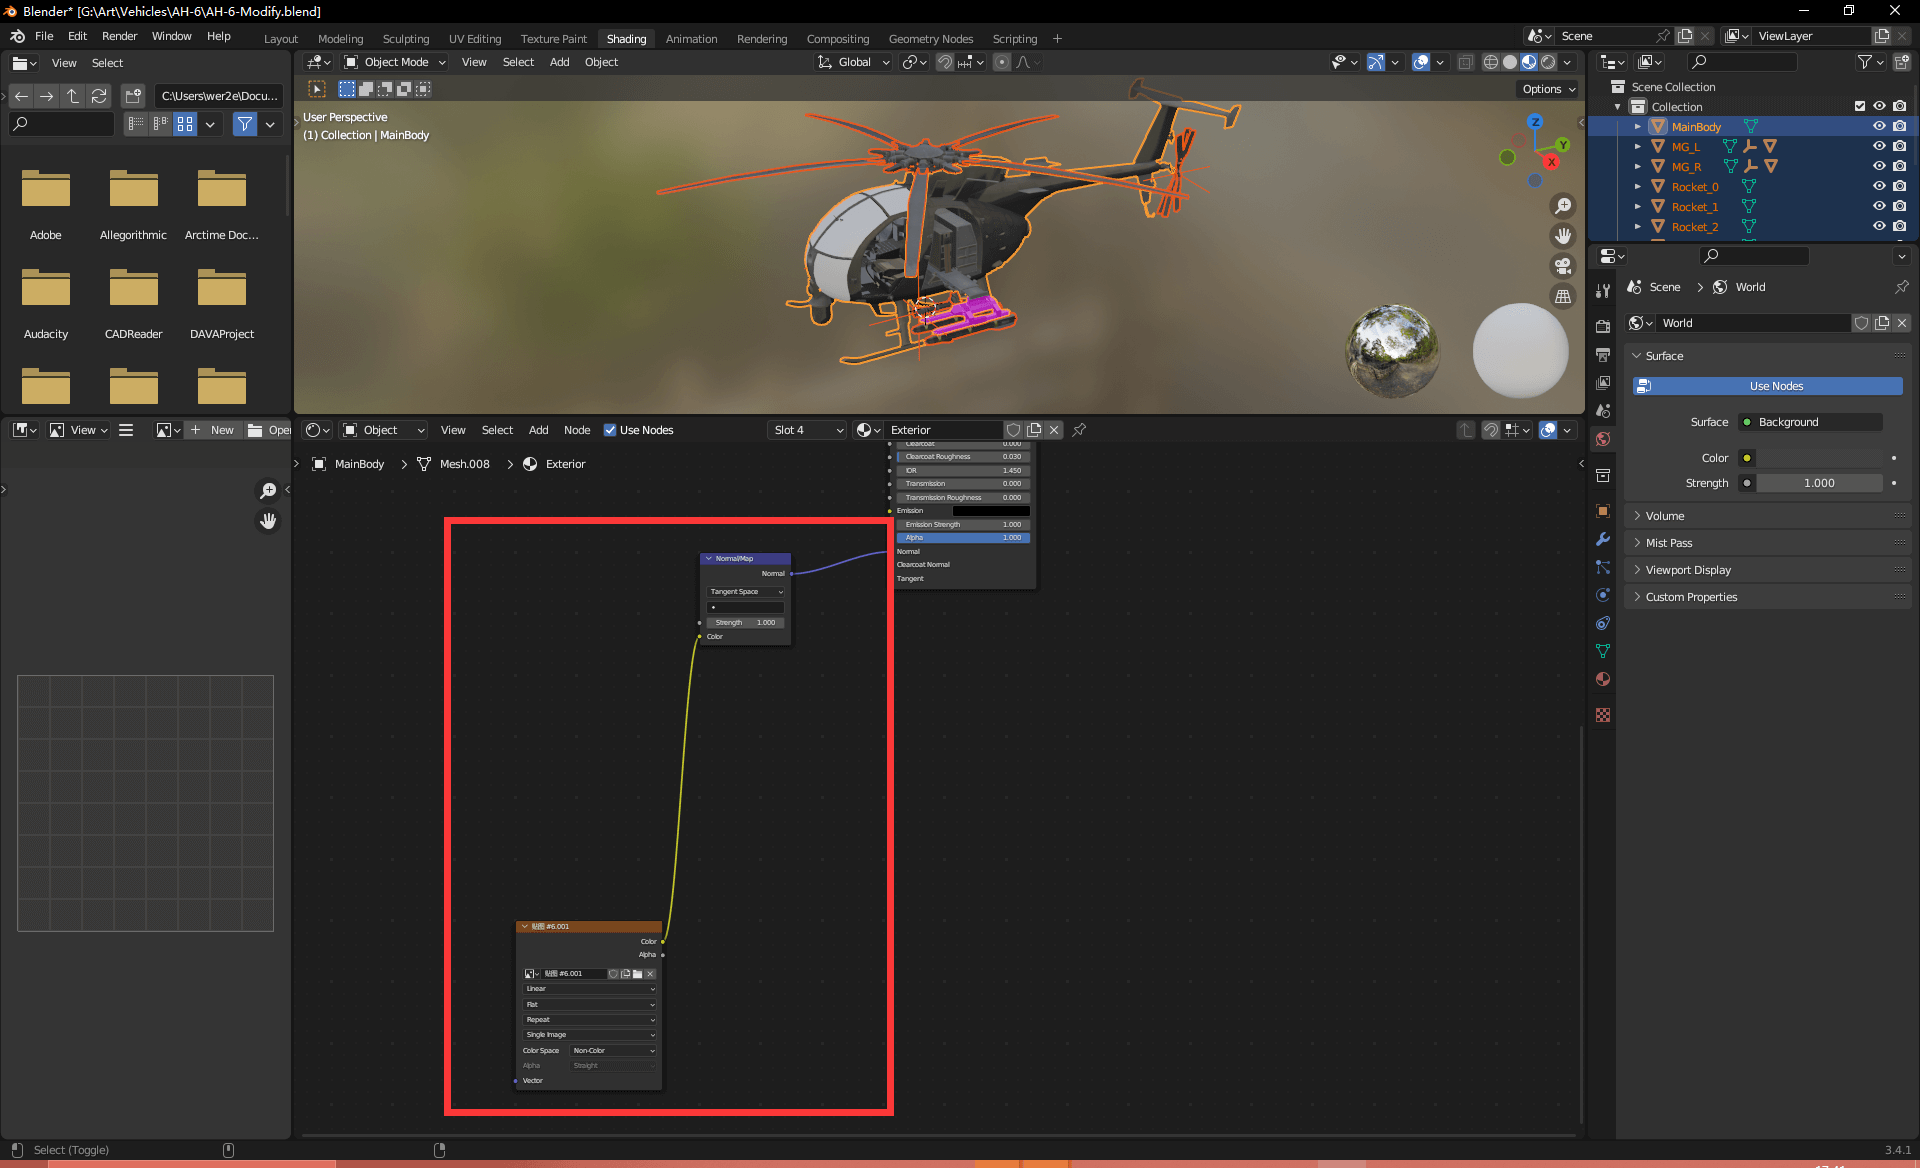 Blender* [G:\Art\Vehicles\AH-6\AH-6-Modify.blend]
File Edit Render Window Help Layout Modeling Sculpting UV Editing Texture Paint Shading Animation Rendering Compositing Geometry Nodes Scripting + Scene ViewLayer
View Select
Object Mode View Select Add Object Global
C:\Users\wer2e\Docu...
Options
User Perspective
(1) Collection | MainBody
Adobe Allegorithmic Arctime Doc...
Audacity CADReader DAVAProject
Z
Y
X
Scene Collection
Collection
MainBody
MG_L
MG_R
Rocket_0
Rocket_1
Rocket_2
Scene > World
World
Surface
Use Nodes
Surface Background
Color
Strength 1.000
Volume
Mist Pass
Viewport Display
Custom Properties
View + New Open
Object View Select Add Node Use Nodes Slot 4 Exterior
MainBody > Mesh.008 > Exterior
Clearcoat 0.000
Clearcoat Roughness 0.030
IOR 1.450
Transmission 0.000
Transmission Roughness 0.000
Emission
Emission Strength 1.000
Alpha 1.000
Normal
Clearcoat Normal
Tangent
Normal/Map
Normal
Tangent Space
Strength 1.000
Color
贴图 #6.001
Color
Alpha
贴图 #6.001
Linear
Flat
Repeat
Single Image
Color Space Non-Color
Alpha Straight
Vector
Select (Toggle)
3.4.1